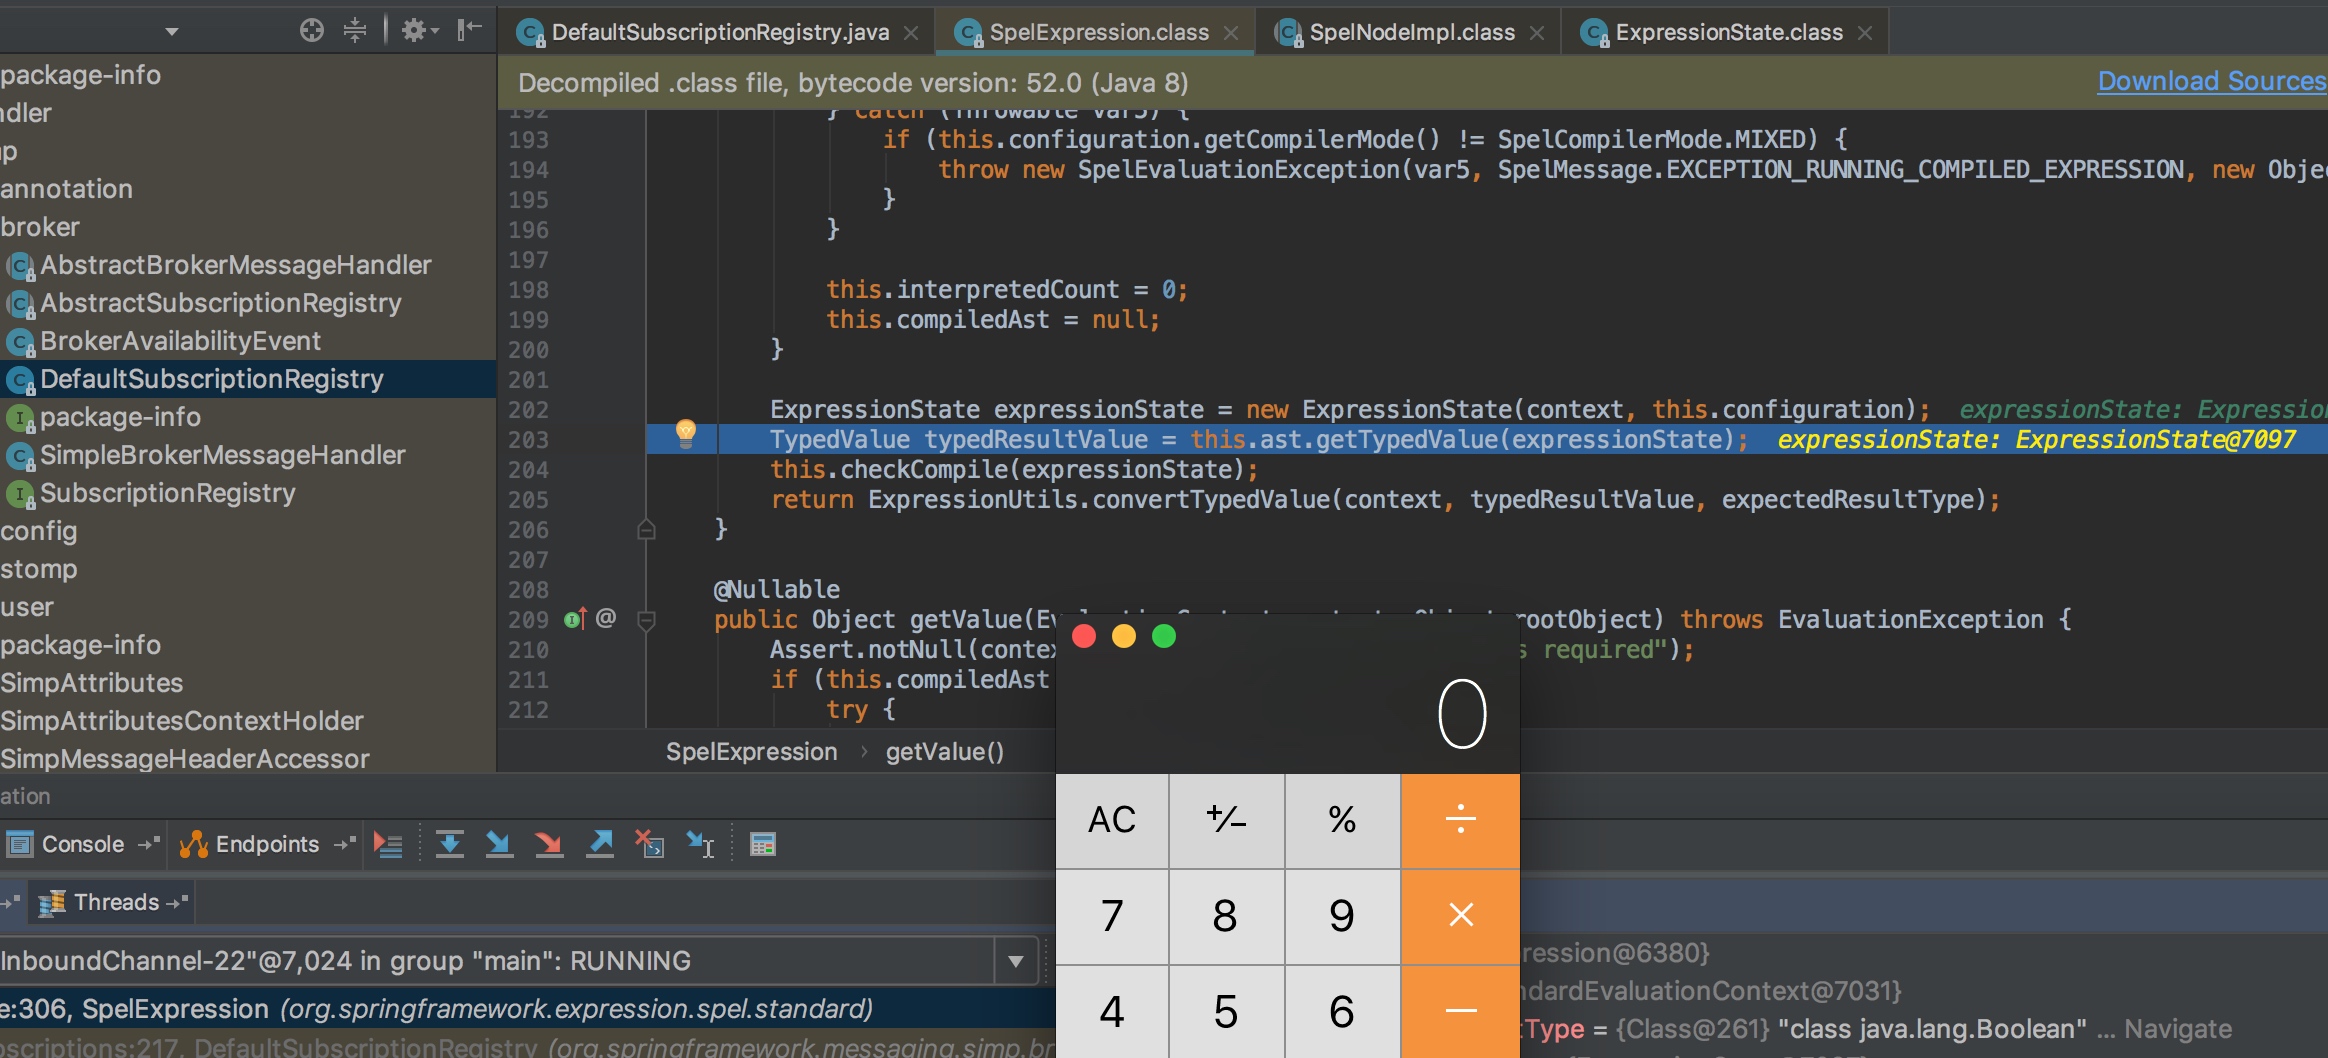 DefaultSubscriptionRegistry.java
SpelExpression.class
SpelNodeImpl.class
ExpressionState.class
Decompiled .class file, bytecode version: 52.0 (Java 8)
Download Sources
package-info
ndler
annotation
broker
AbstractBrokerMessageHandler
AbstractSubscriptionRegistry
BrokerAvailabilityEvent
DefaultSubscriptionRegistry
package-info
SimpleBrokerMessageHandler
SubscriptionRegistry
config
stomp
user
package-info
SimpAttributes
SimpAttributesContextHolder
SimpMessageHeaderAccessor
192 } catch (Throwable var5) {
193 if (this.configuration.getCompilerMode() != SpelCompilerMode.MIXED) {
194 throw new SpelEvaluationException(var5, SpelMessage.EXCEPTION_RUNNING_COMPILED_EXPRESSION, new Obje
195 }
196 }
197
198 this.interpretedCount = 0;
199 this.compiledAst = null;
200 }
201
202 ExpressionState expressionState = new ExpressionState(context, this.configuration); expressionState: Expression
203 TypedValue typedResultValue = this.ast.getTypedValue(expressionState); expressionState: ExpressionState@7097
204 this.checkCompile(expressionState);
205 return ExpressionUtils.convertTypedValue(context, typedResultValue, expectedResultType);
206 }
207
208 @Nullable
209 @ public Object getValue(Ev rootObject) throws EvaluationException {
210 Assert.notNull(contex s required");
211 if (this.compiledAst
212 try {
SpelExpression › getValue()
ation
Console
Endpoints
Threads
InboundChannel-22"@7,024 in group "main": RUNNING
e:306, SpelExpression (org.springframework.expression.spel.standard)
bscriptions:217, DefaultSubscriptionRegistry (org.springframework.messaging.simp.br
ression@6380}
ndardEvaluationContext@7031}
tType = {Class@261} "class java.lang.Boolean" ... Navigate
0
AC +/− % ÷
7 8 9 ×
4 5 6 −